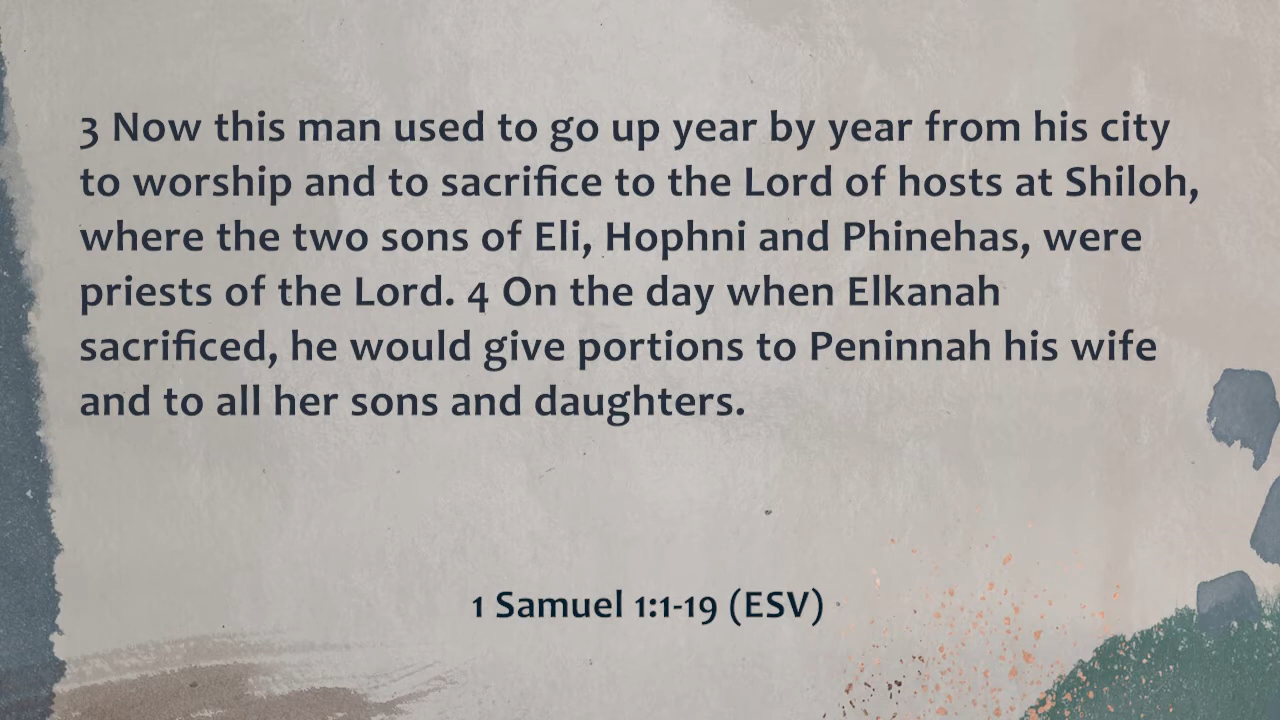 3 Now this man used to go up year by year from his city
to worship and to sacrifice to the Lord of hosts at Shiloh,
where the two sons of Eli, Hophni and Phinehas, were
priests of the Lord. 4 On the day when Elkanah
sacrificed, he would give portions to Peninnah his wife
and to all her sons and daughters.
1 Samuel 1:1-19 (ESV)